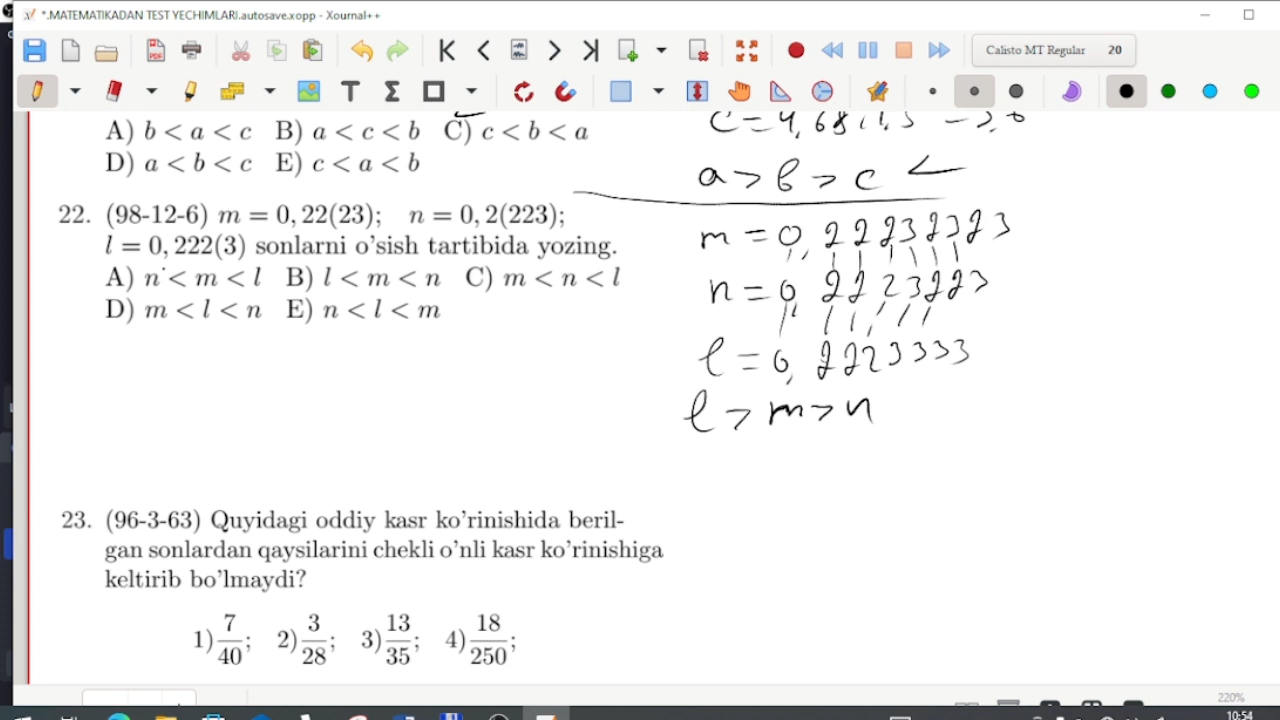 *.MATEMATIKADAN TEST YECHIMLARI.autosave.xopp - Xournal++
Calisto MT Regular 20
A) b < a < c B) a < c < b C) c < b < a
D) a < b < c E) c < a < b
a > b > c
22. (98-12-6) m = 0, 22(23); n = 0, 2(223);
l = 0, 222(3) sonlarni o'sish tartibida yozing.
A) n < m < l B) l < m < n C) m < n < l
D) m < l < n E) n < l < m
m = 0, 22232323
n = 0, 2223223
l = 0, 2223333
l > m > n
23. (96-3-63) Quyidagi oddiy kasr ko'rinishida beril-
gan sonlardan qaysilarini chekli o'nli kasr ko'rinishiga
keltirib bo'lmaydi?
1) 7/40; 2) 3/28; 3) 13/35; 4) 18/250;
220%
10:54